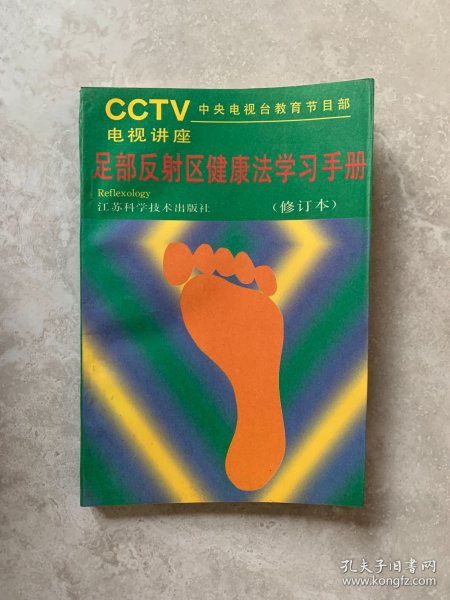 CCTV 中央电视台教育节目部
电视讲座
足部反射区健康法学习手册
Reflexology
江苏科学技术出版社 (修订本)
孔夫子旧书网
www.kongfz.com